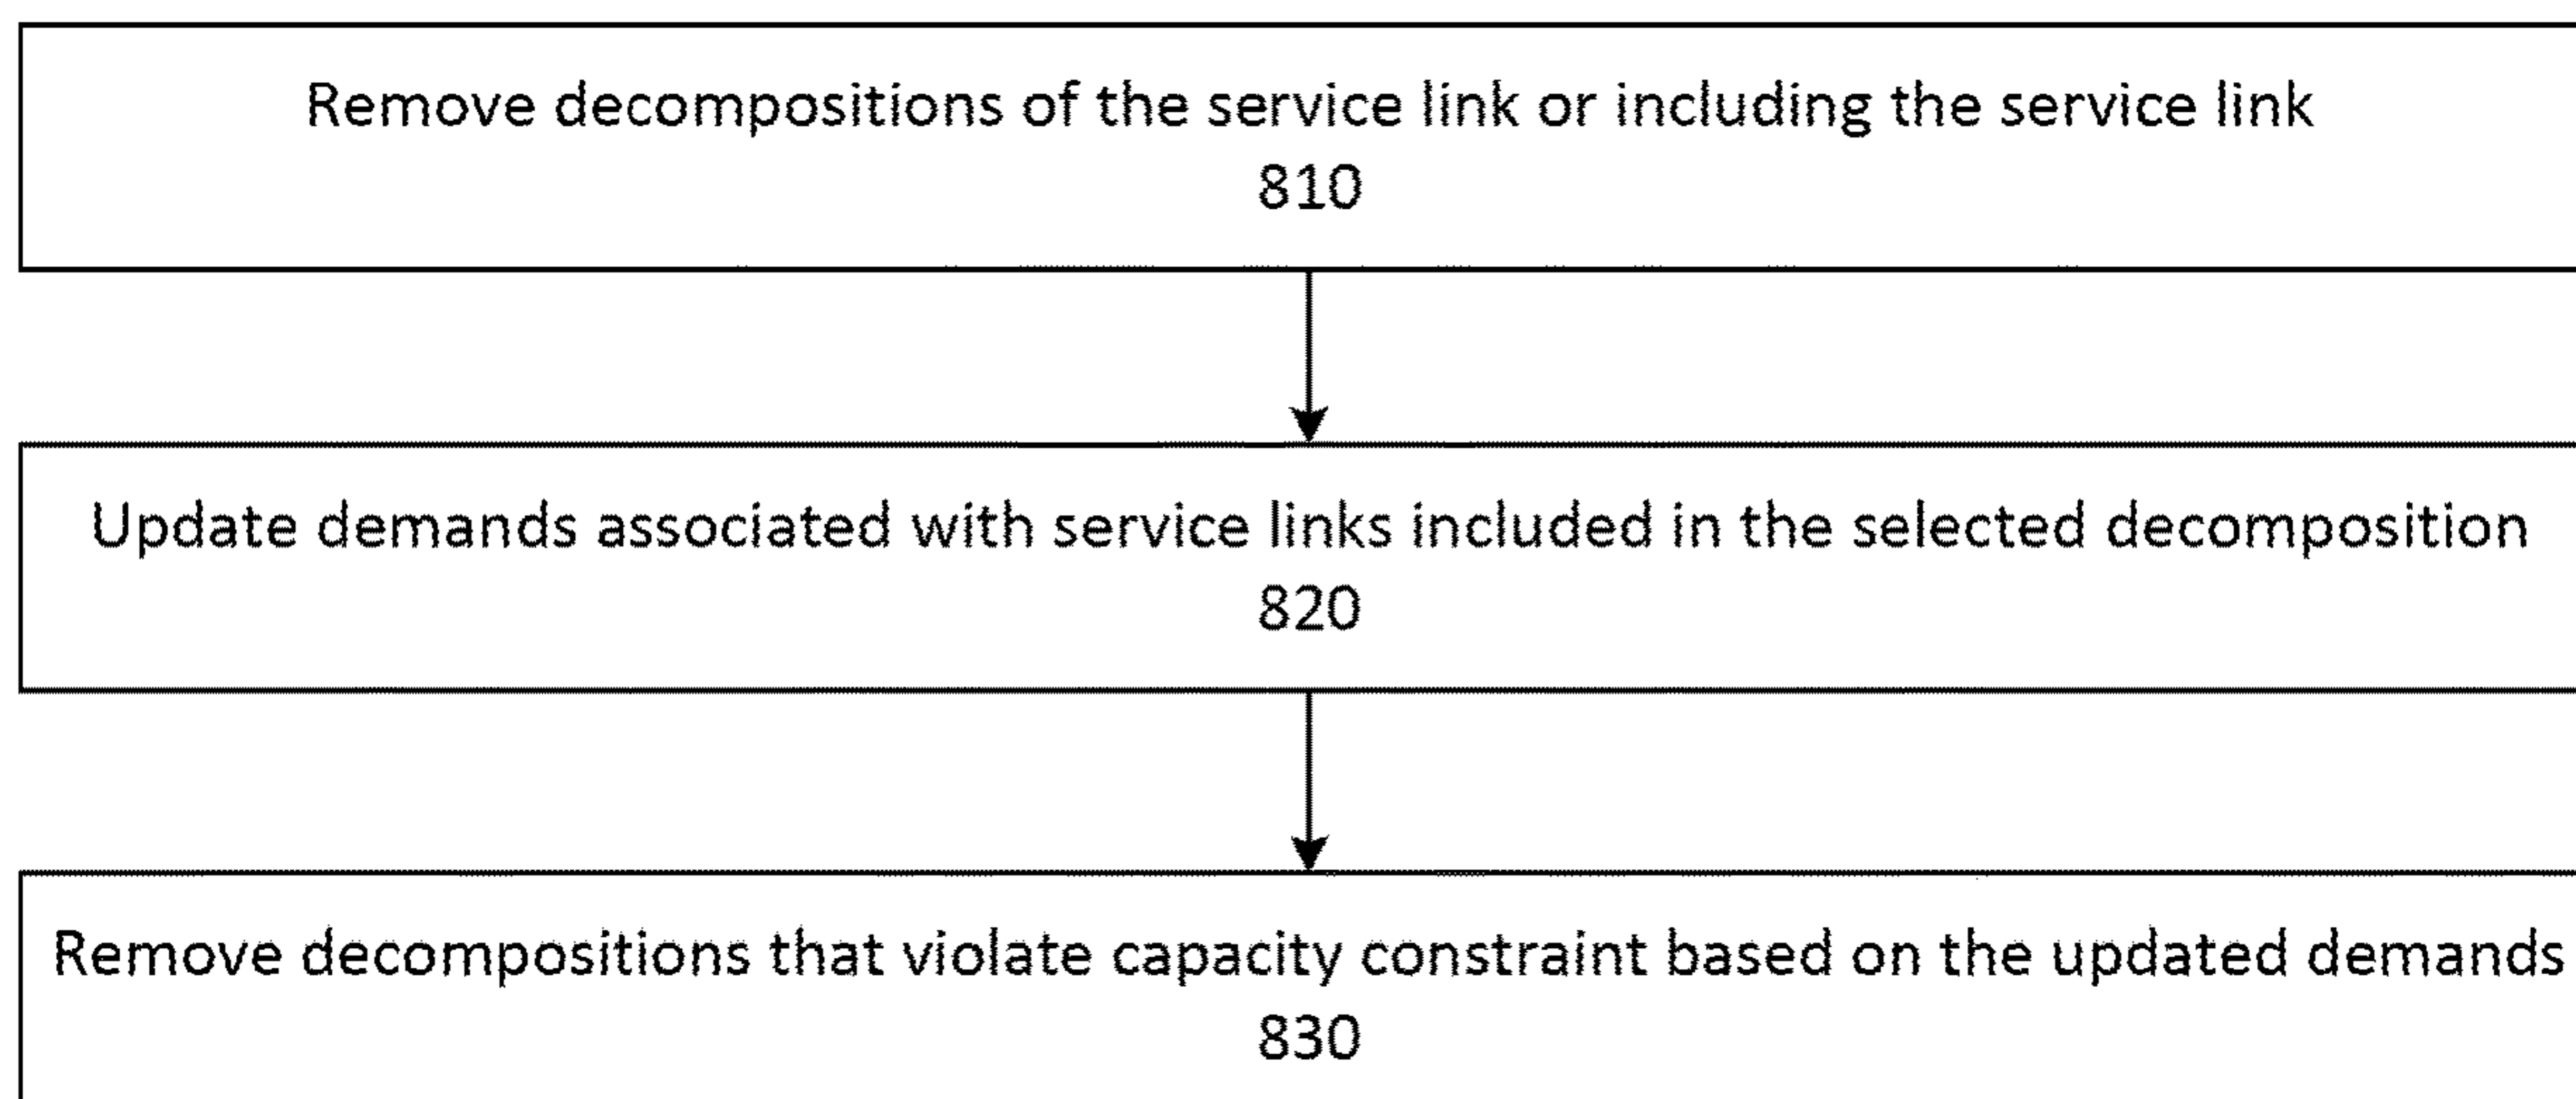 Remove decompositions of the service link or including the service link
810
Update demands associated with service links included in the selected decomposition
820
Remove decompositions that violate capacity constraint based on the updated demands
830